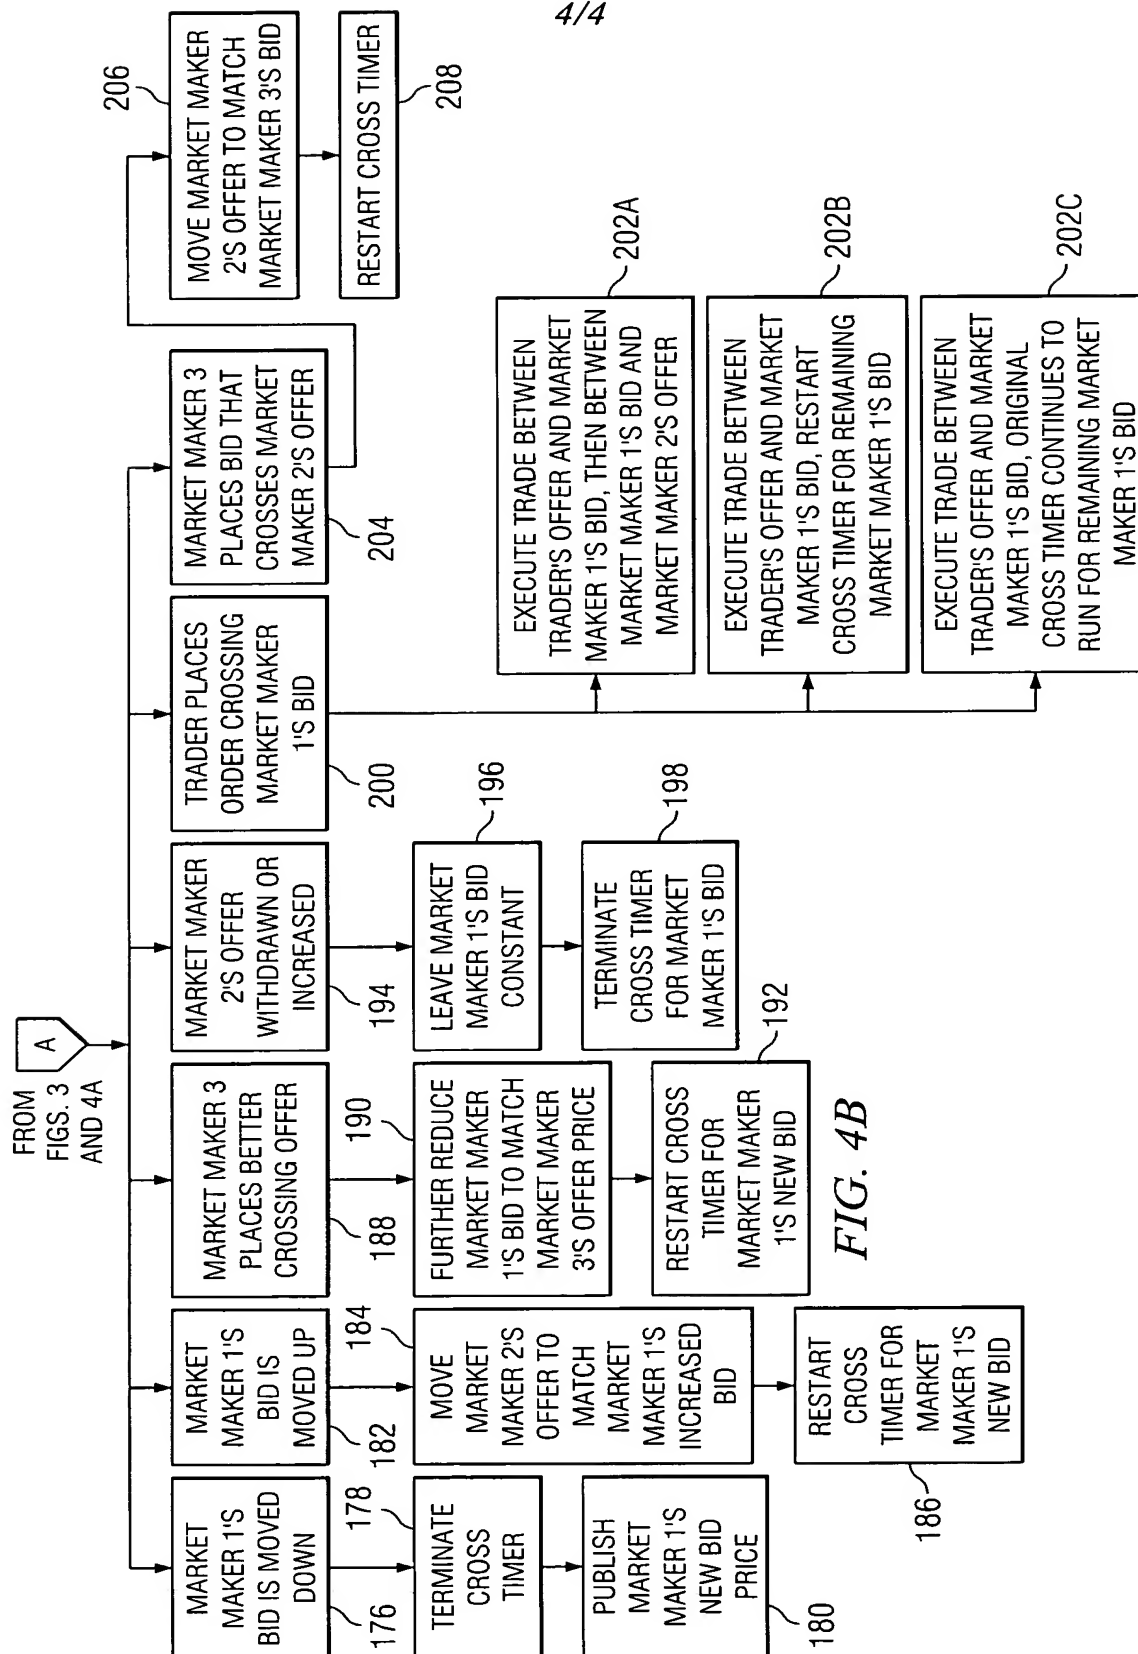 4/4
FROM
FIGS. 3
AND 4A
A
MARKET
MAKER 1'S
BID IS MOVED
DOWN
176
TERMINATE
CROSS
TIMER
178
PUBLISH
MARKET
MAKER 1'S
NEW BID
PRICE
180
MARKET
MAKER 1'S
BID IS
MOVED UP
182
MOVE
MARKET
MAKER 2'S
OFFER TO
MATCH
MARKET
MAKER 1'S
INCREASED
BID
184
RESTART
CROSS
TIMER FOR
MARKET
MAKER 1'S
NEW BID
186
MARKET MAKER 3
PLACES BETTER
CROSSING OFFER
188
FURTHER REDUCE
MARKET MAKER
1'S BID TO MATCH
MARKET MAKER
3'S OFFER PRICE
190
RESTART CROSS
TIMER FOR
MARKET MAKER
1'S NEW BID
192
MARKET MAKER
2'S OFFER
WITHDRAWN OR
INCREASED
194
LEAVE MARKET
MAKER 1'S BID
CONSTANT
196
TERMINATE
CROSS TIMER
FOR MARKET
MAKER 1'S BID
198
TRADER PLACES
ORDER CROSSING
MARKET MAKER
1'S BID
200
EXECUTE TRADE BETWEEN
TRADER'S OFFER AND MARKET
MAKER 1'S BID, THEN BETWEEN
MARKET MAKER 1'S BID AND
MARKET MAKER 2'S OFFER
202A
EXECUTE TRADE BETWEEN
TRADER'S OFFER AND MARKET
MAKER 1'S BID, RESTART
CROSS TIMER FOR REMAINING
MARKET MAKER 1'S BID
202B
EXECUTE TRADE BETWEEN
TRADER'S OFFER AND MARKET
MAKER 1'S BID, ORIGINAL
CROSS TIMER CONTINUES TO
RUN FOR REMAINING MARKET
MAKER 1'S BID
202C
MARKET MAKER 3
PLACES BID THAT
CROSSES MARKET
MAKER 2'S OFFER
204
MOVE MARKET MAKER
2'S OFFER TO MATCH
MARKET MAKER 3'S BID
206
RESTART CROSS TIMER
208
FIG. 4B